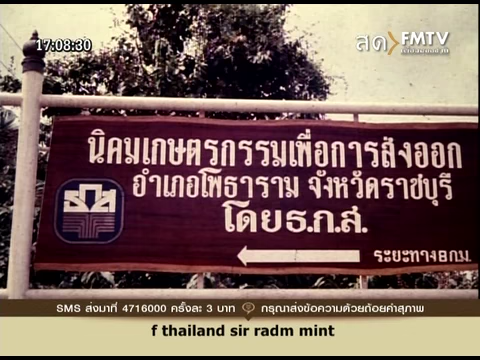 17:08:30
สด FMTV
นิคมเกษตรกรรมเพื่อการส่งออก
อำเภอโพธาราม จังหวัดราชบุรี
โดยธ.ก.ส.
ระยะทาง8กม.
SMS ส่งมาที่ 4716000 ครั้งละ 3 บาท กรุณาส่งข้อความด้วยถ้อยคำสุภาพ
f thailand sir radm mint